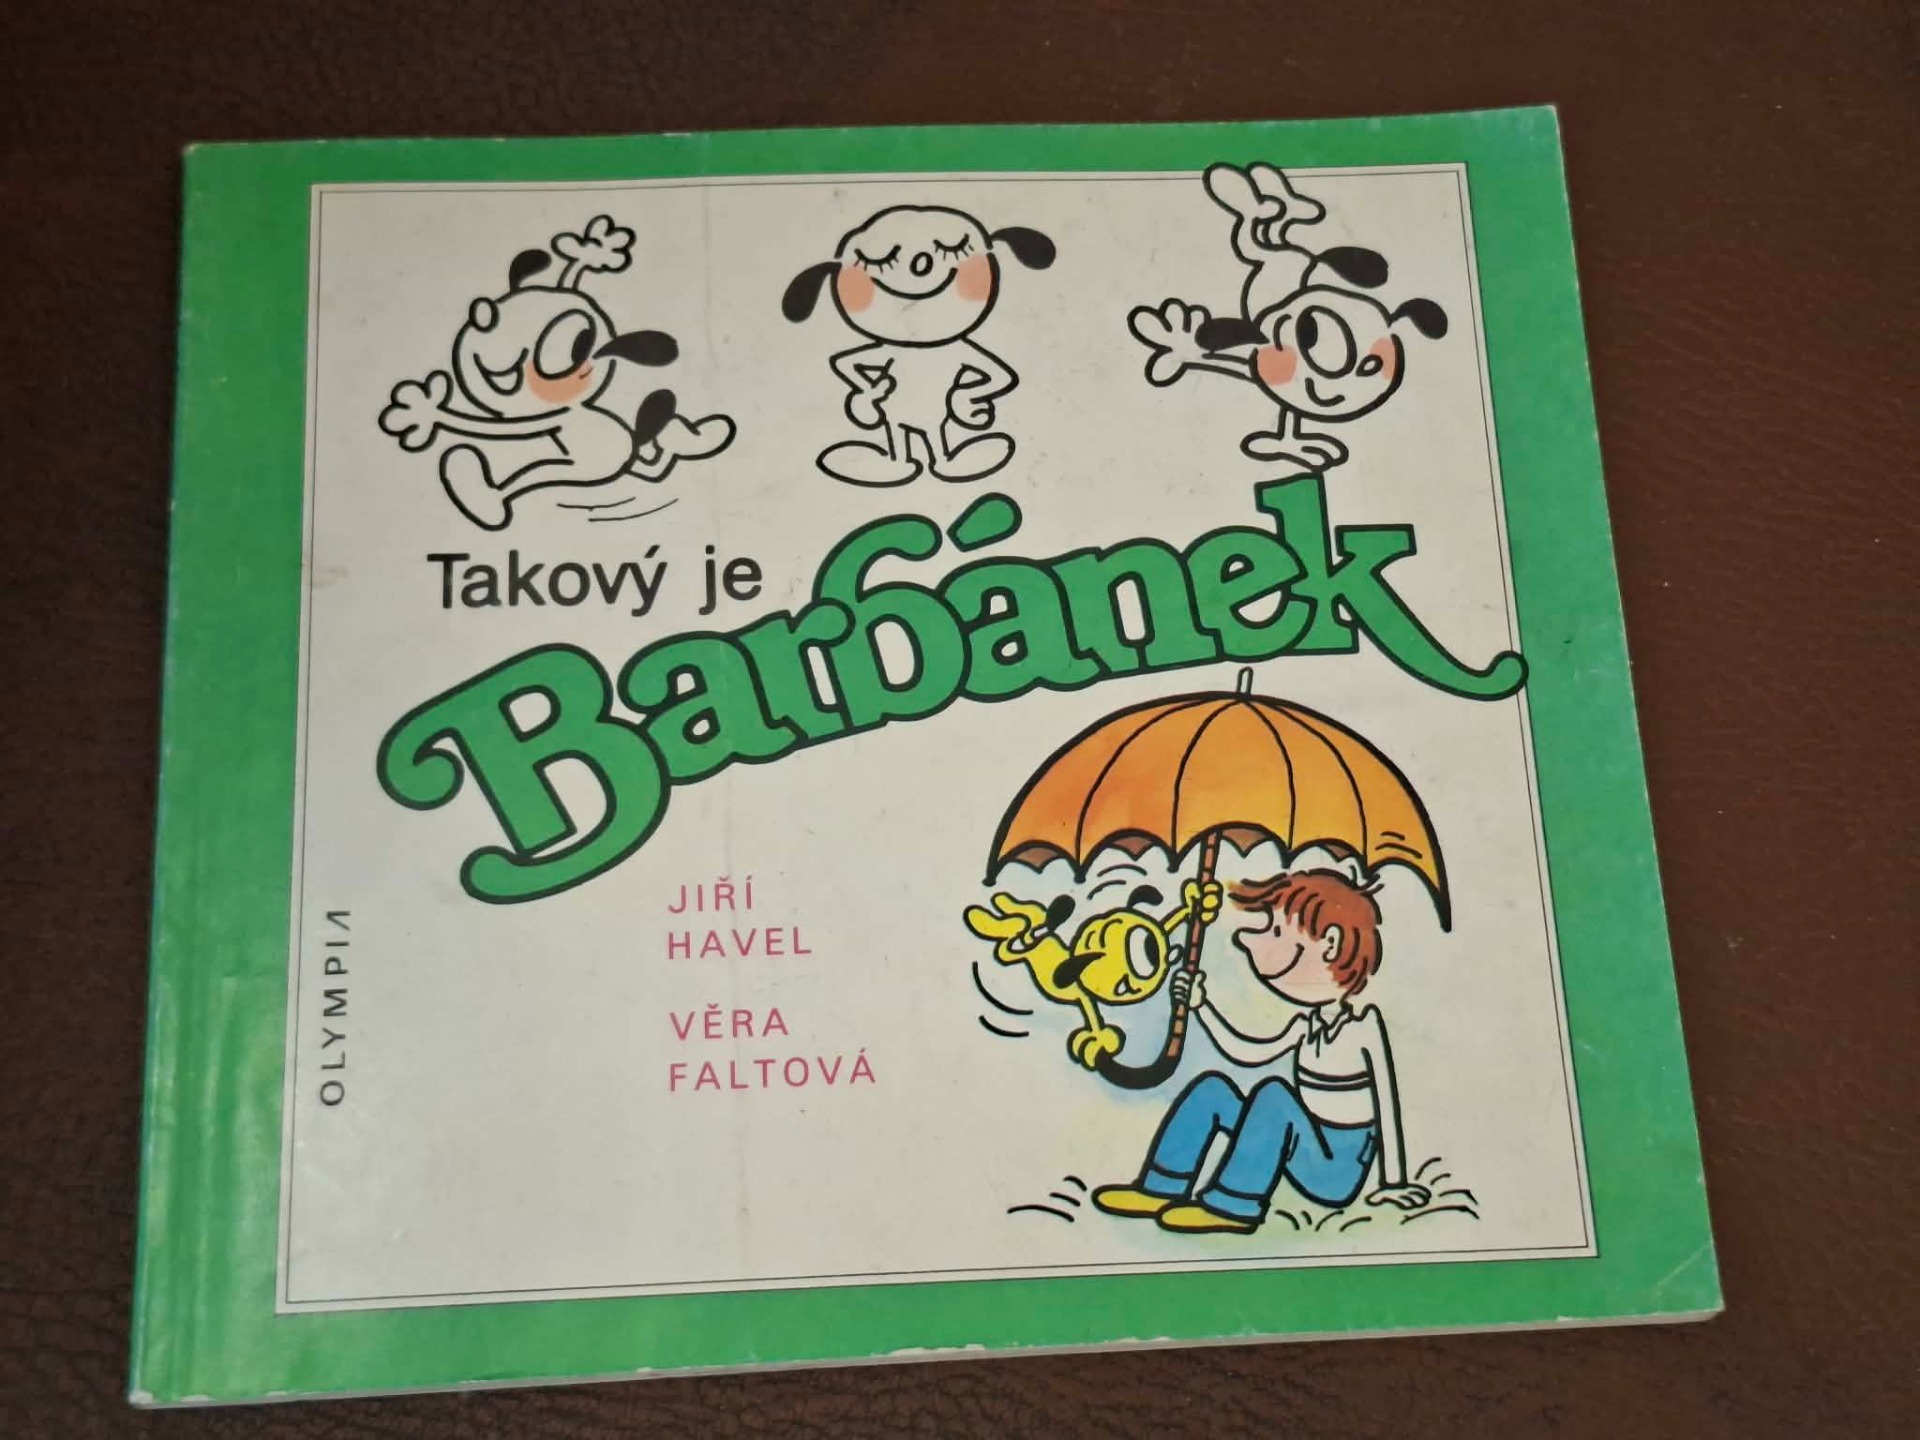 Takový je
Barbánek
JIŘÍ
HAVEL
VĚRA
FALTOVÁ
OLYMPIA